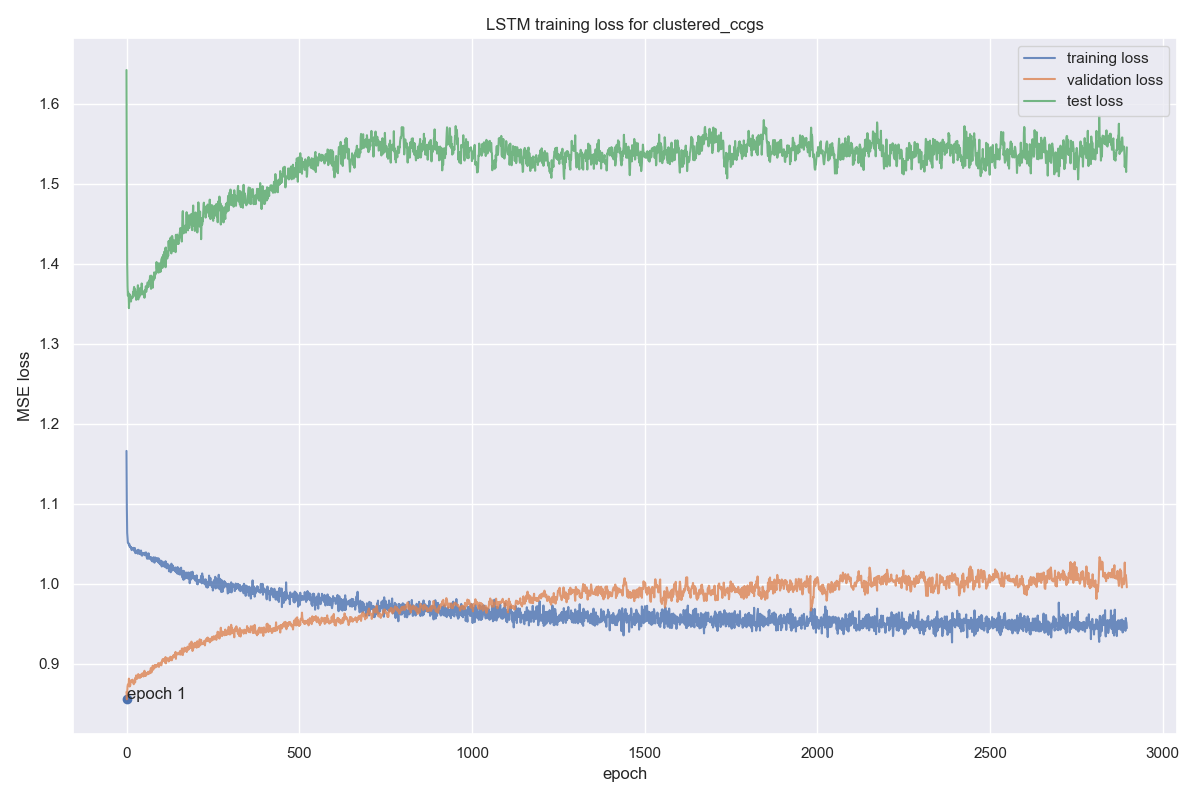 LSTM training loss for clustered_ccgs
training loss
validation loss
test loss
1.6
1.5
1.4
1.3
1.2
1.1
1.0
0.9
MSE loss
epoch 1
0
500
1000
1500
2000
2500
3000
epoch